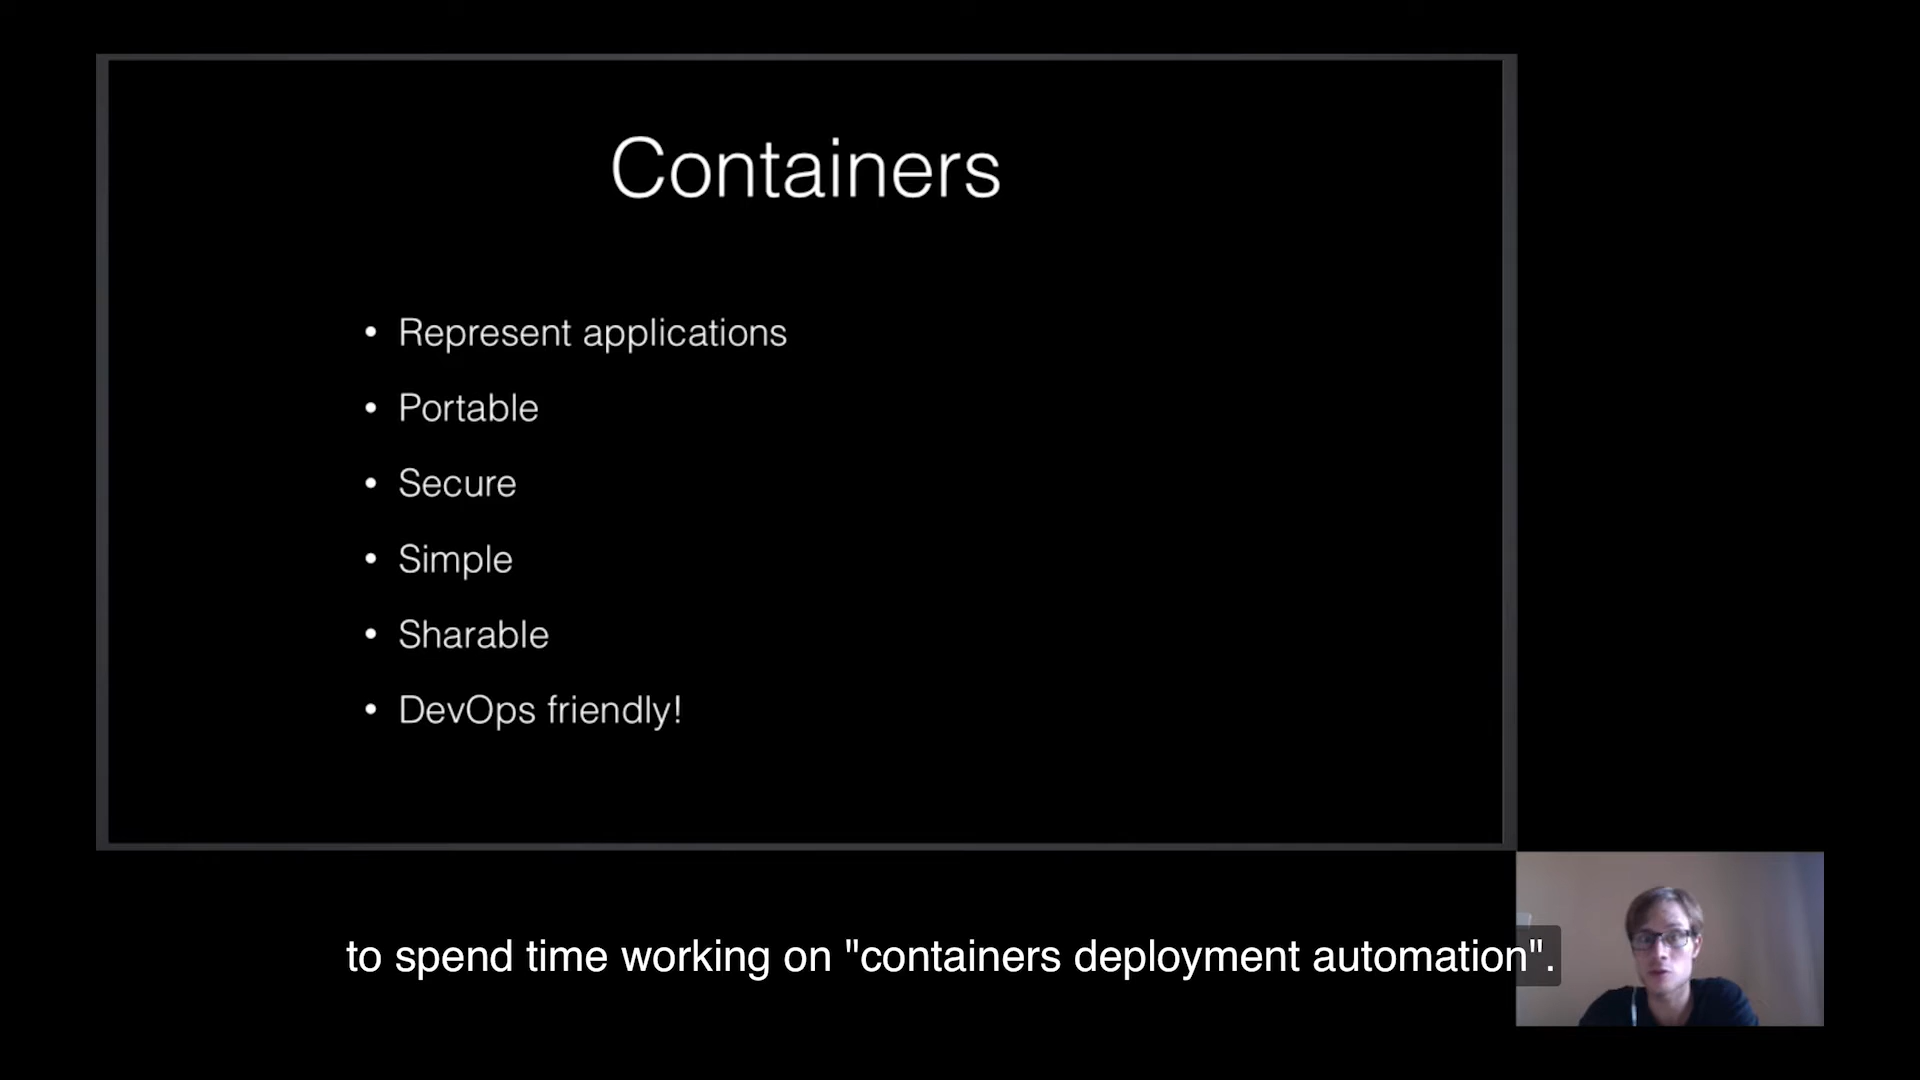 Containers
• Represent applications
• Portable
• Secure
• Simple
• Sharable
• DevOps friendly!
to spend time working on "containers deployment automation".